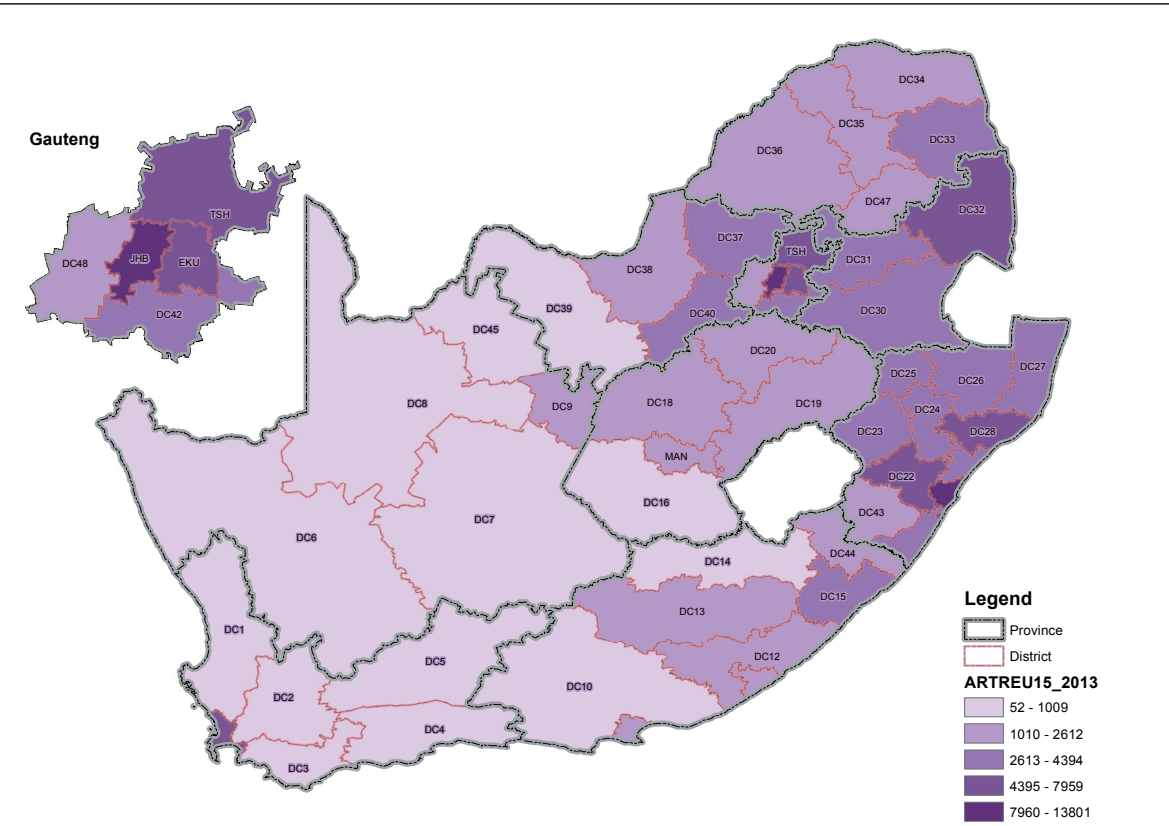 Gauteng
TSH
JHB
EKU
DC48
DC42
DC34
DC35
DC33
DC36
DC47
DC32
DC37
TSH
DC31
DC38
DC39
DC40
DC30
DC45
DC20
DC25
DC26
DC27
DC8
DC9
DC18
DC19
DC24
DC28
DC23
MAN
DC22
DC16
DC43
DC7
DC6
DC14
DC44
DC15
DC13
DC1
DC12
DC5
DC10
DC2
DC4
DC3
Legend
Province
District
ARTREU15_2013
52 - 1009
1010 - 2612
2613 - 4394
4395 - 7959
7960 - 13801